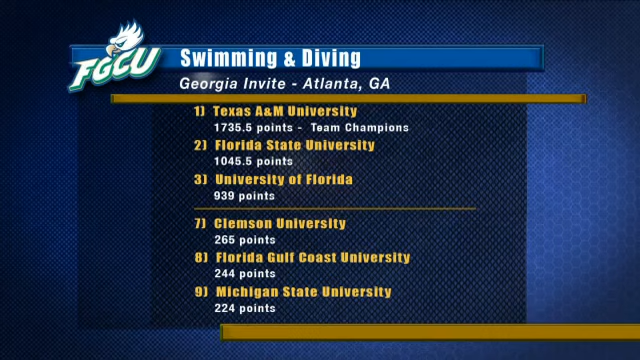 FGCU
Swimming & Diving
Georgia Invite - Atlanta, GA
1) Texas A&M University
1735.5 points - Team Champions
2) Florida State University
1045.5 points
3) University of Florida
939 points
7) Clemson University
265 points
8) Florida Gulf Coast University
244 points
9) Michigan State University
224 points